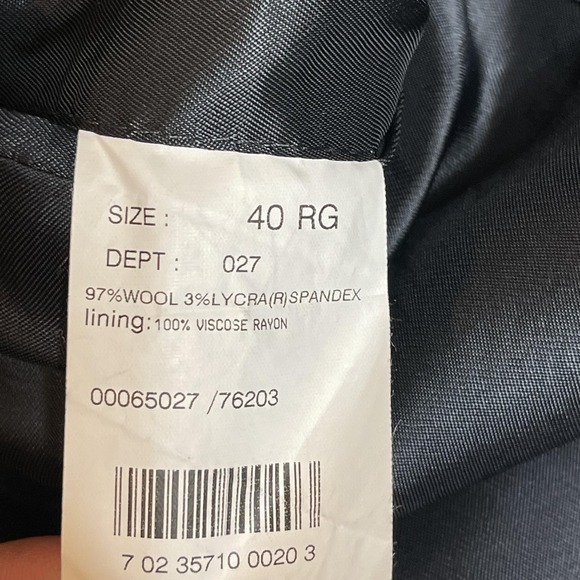 SIZE : 40 RG
DEPT : 027
97%WOOL 3%LYCRA(R)SPANDEX
lining:100% VISCOSE RAYON
00065027 /76203
7 02 35710 0020 3